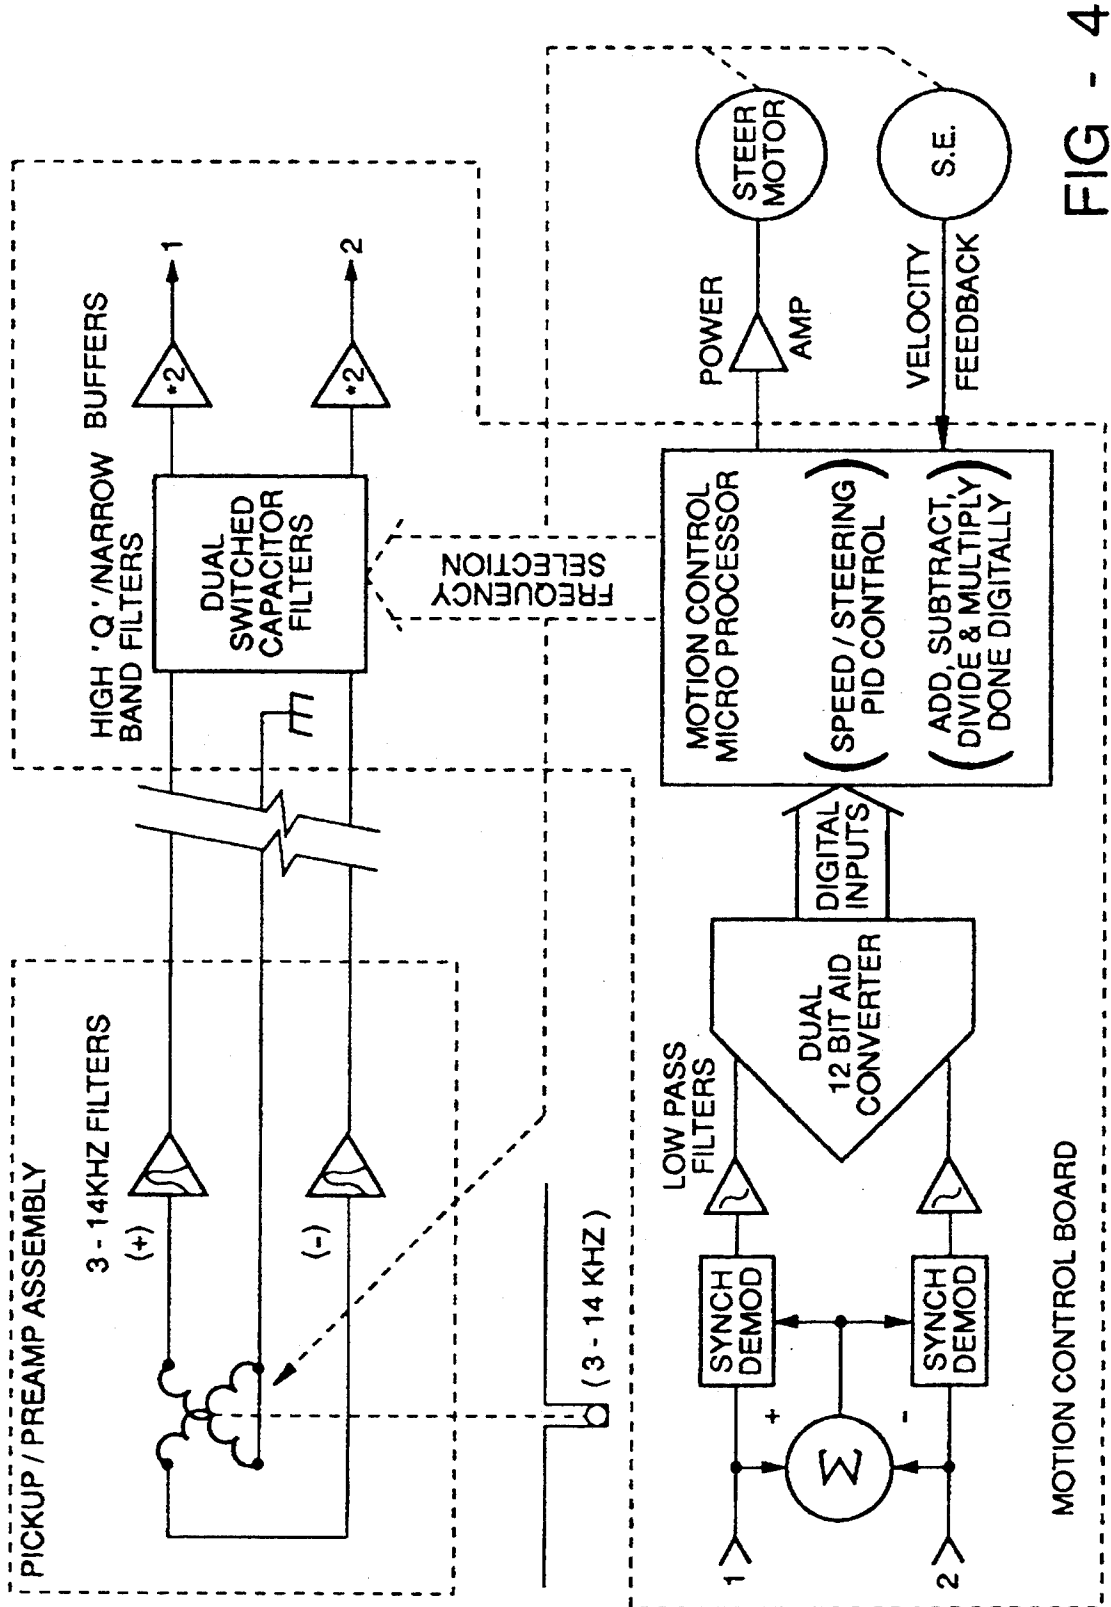 PICKUP / PREAMP ASSEMBLY
3 - 14KHZ FILTERS
(+)
(-)
HIGH 'Q' /NARROW
BAND FILTERS
BUFFERS
DUAL
SWITCHED
CAPACITOR
FILTERS
*2
1
*2
2
( 3 - 14 KHZ )
FREQUENCY
SELECTION
1
2
+
-
Σ
SYNCH
DEMOD
SYNCH
DEMOD
LOW PASS
FILTERS
DUAL
12 BIT AID
CONVERTER
DIGITAL
INPUTS
MOTION CONTROL
MICRO PROCESSOR
(SPEED / STEERING
PID CONTROL)
(ADD, SUBTRACT,
DIVIDE & MULTIPLY
DONE DIGITALLY)
POWER
AMP
STEER
MOTOR
VELOCITY
FEEDBACK
S.E.
MOTION CONTROL BOARD
FIG - 4